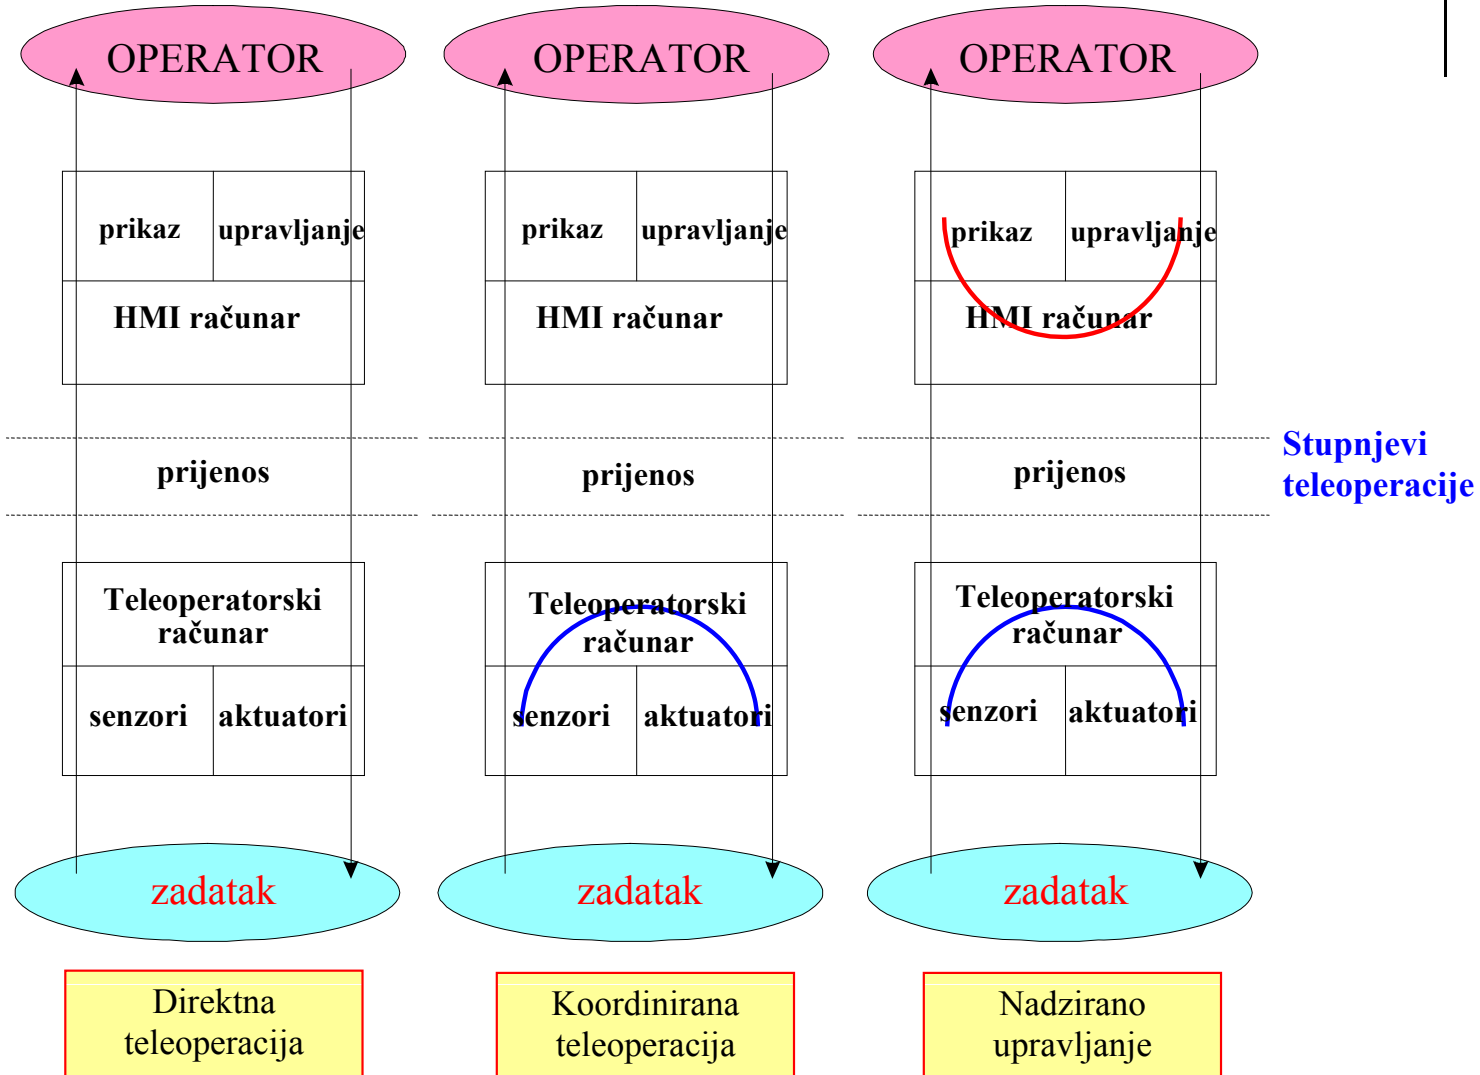 OPERATOR
prikaz
upravljanje
HMI računar
prijenos
Teleoperatorski
računar
senzori
aktuatori
zadatak
Direktna
teleoperacija
OPERATOR
prikaz
upravljanje
HMI računar
prijenos
Teleoperatorski
računar
senzori
aktuatori
zadatak
Koordinirana
teleoperacija
OPERATOR
prikaz
upravljanje
HMI računar
prijenos
Teleoperatorski
računar
senzori
aktuatori
zadatak
Nadzirano
upravljanje
Stupnjevi
teleoperacije